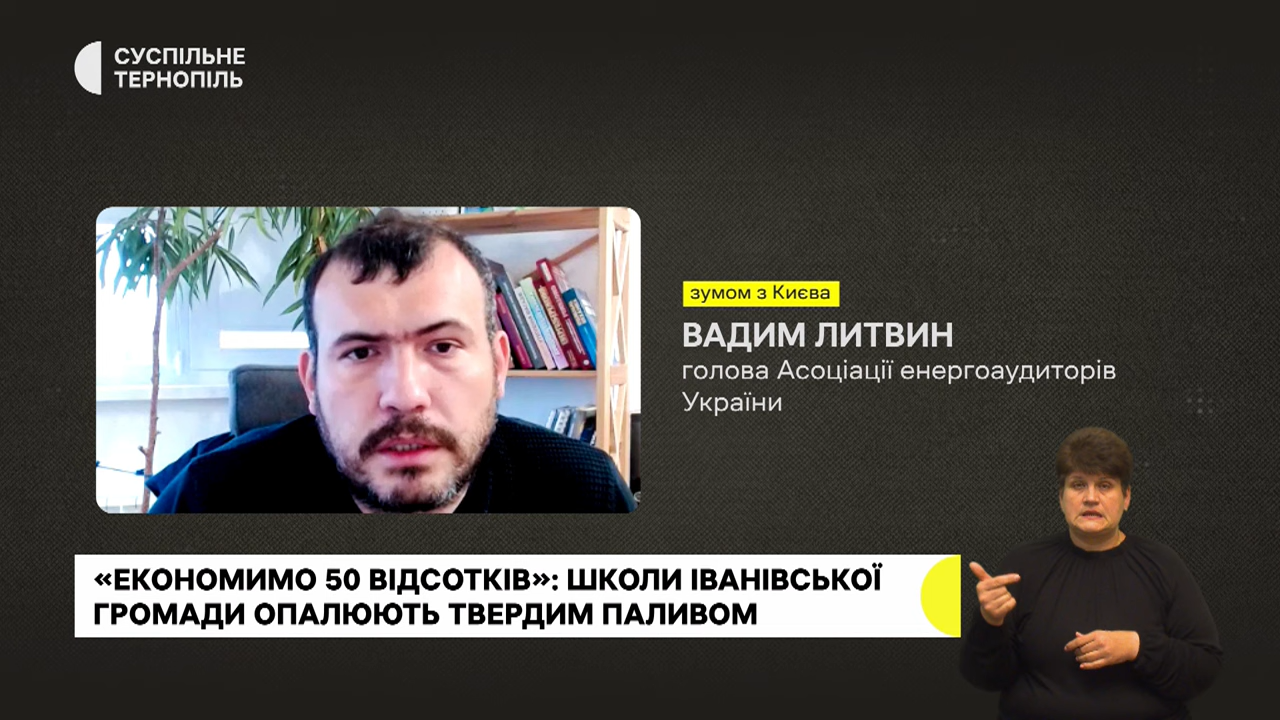 СУСПІЛЬНЕ
ТЕРНОПІЛЬ
зумом з Києва
ВАДИМ ЛИТВИН
голова Асоціації енергоаудиторів
України
«ЕКОНОМИМО 50 ВІДСОТКІВ»: ШКОЛИ ІВАНІВСЬКОЇ
ГРОМАДИ ОПАЛЮЮТЬ ТВЕРДИМ ПАЛИВОМ